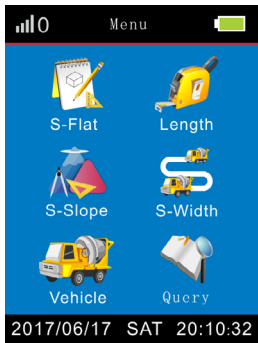 0 Menu
S-Flat Length
S-Slope S-Width
Vehicle Query
2017/06/17 SAT 20:10:32